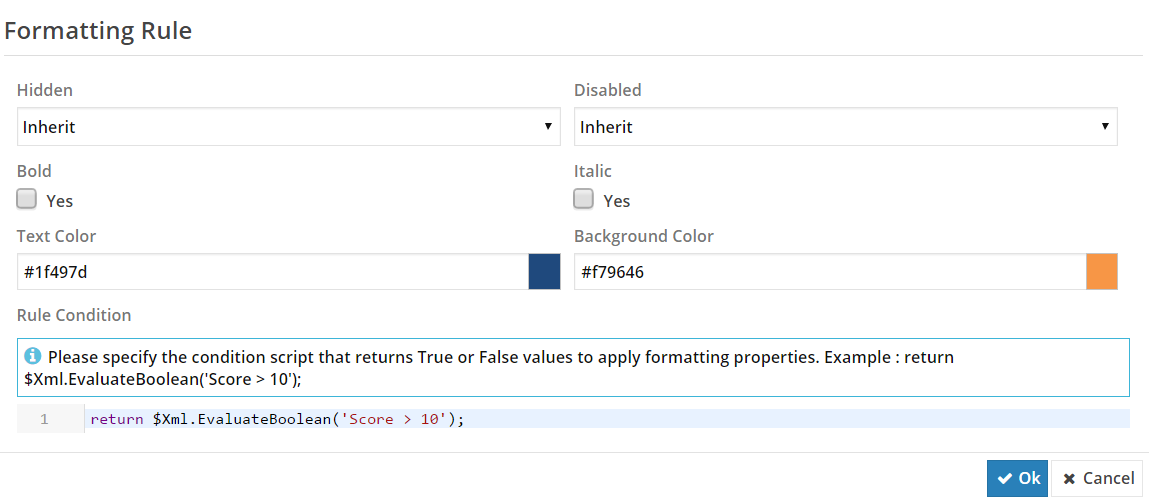 Formatting Rule
Hidden
Disabled
Inherit
Inherit
Bold
Italic
Yes
Yes
Text Color
Background Color
#1f497d
#f79646
Rule Condition
Please specify the condition script that returns True or False values to apply formatting properties. Example : return
$Xml.EvaluateBoolean('Score > 10');
1 return $Xml.EvaluateBoolean('Score > 10');
Ok
Cancel